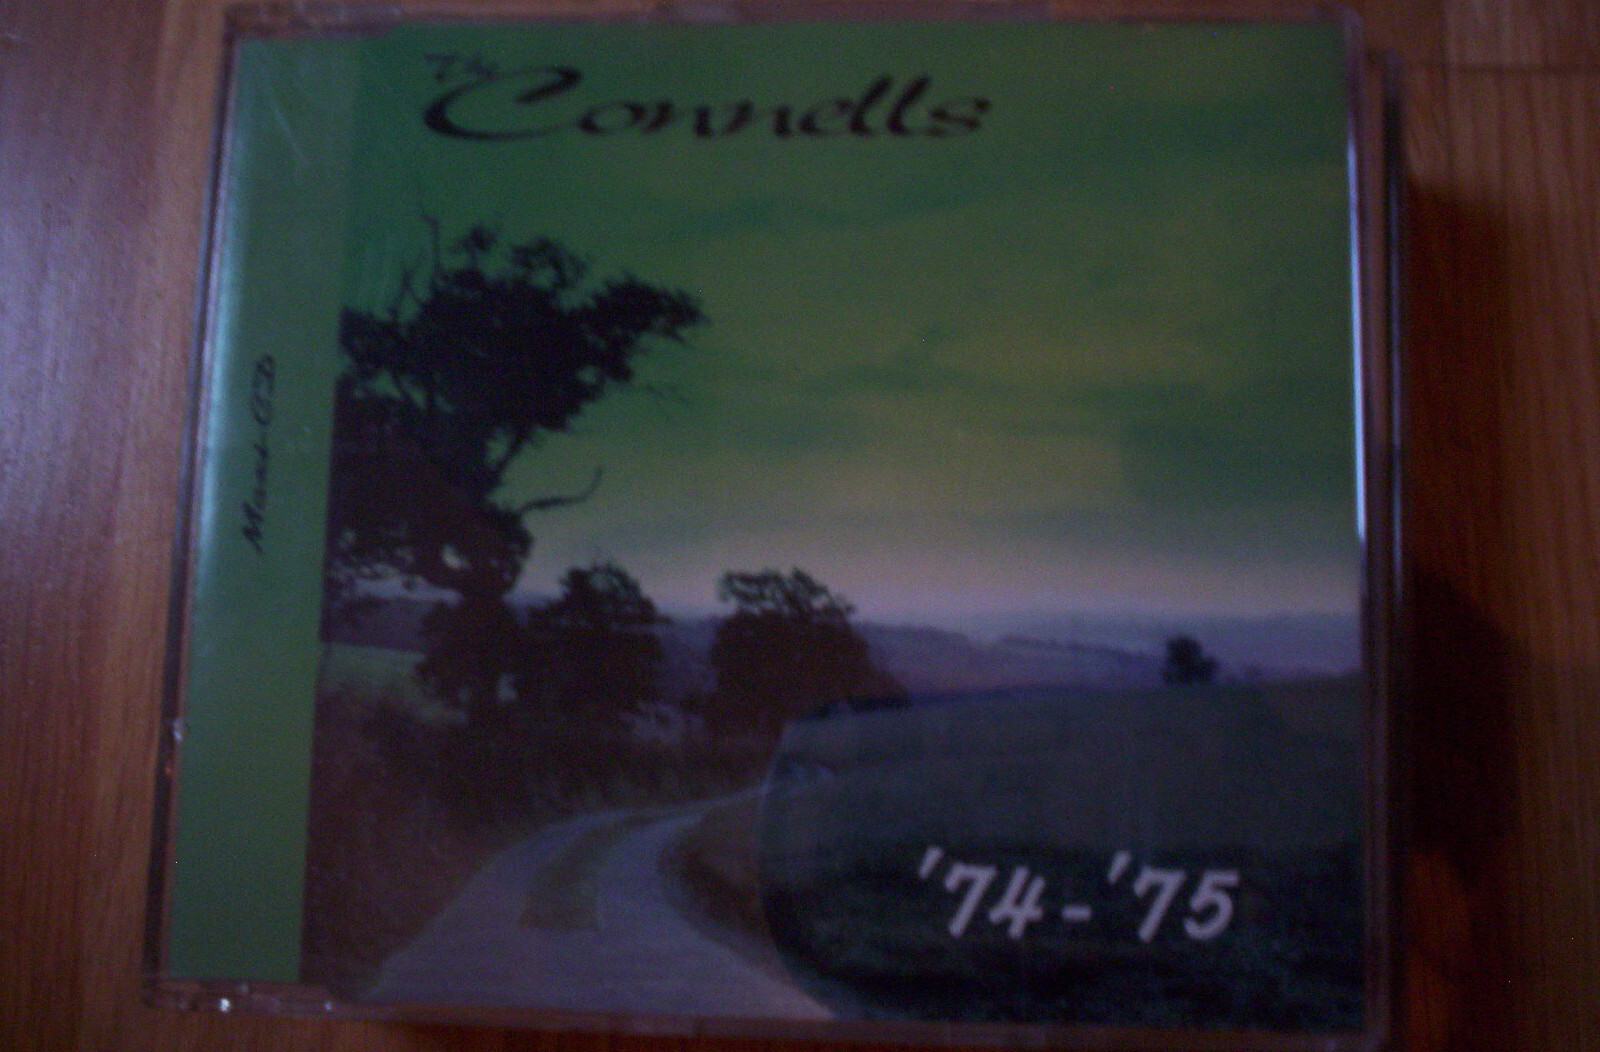 The
Connells
Maxi-CD
'74-'75